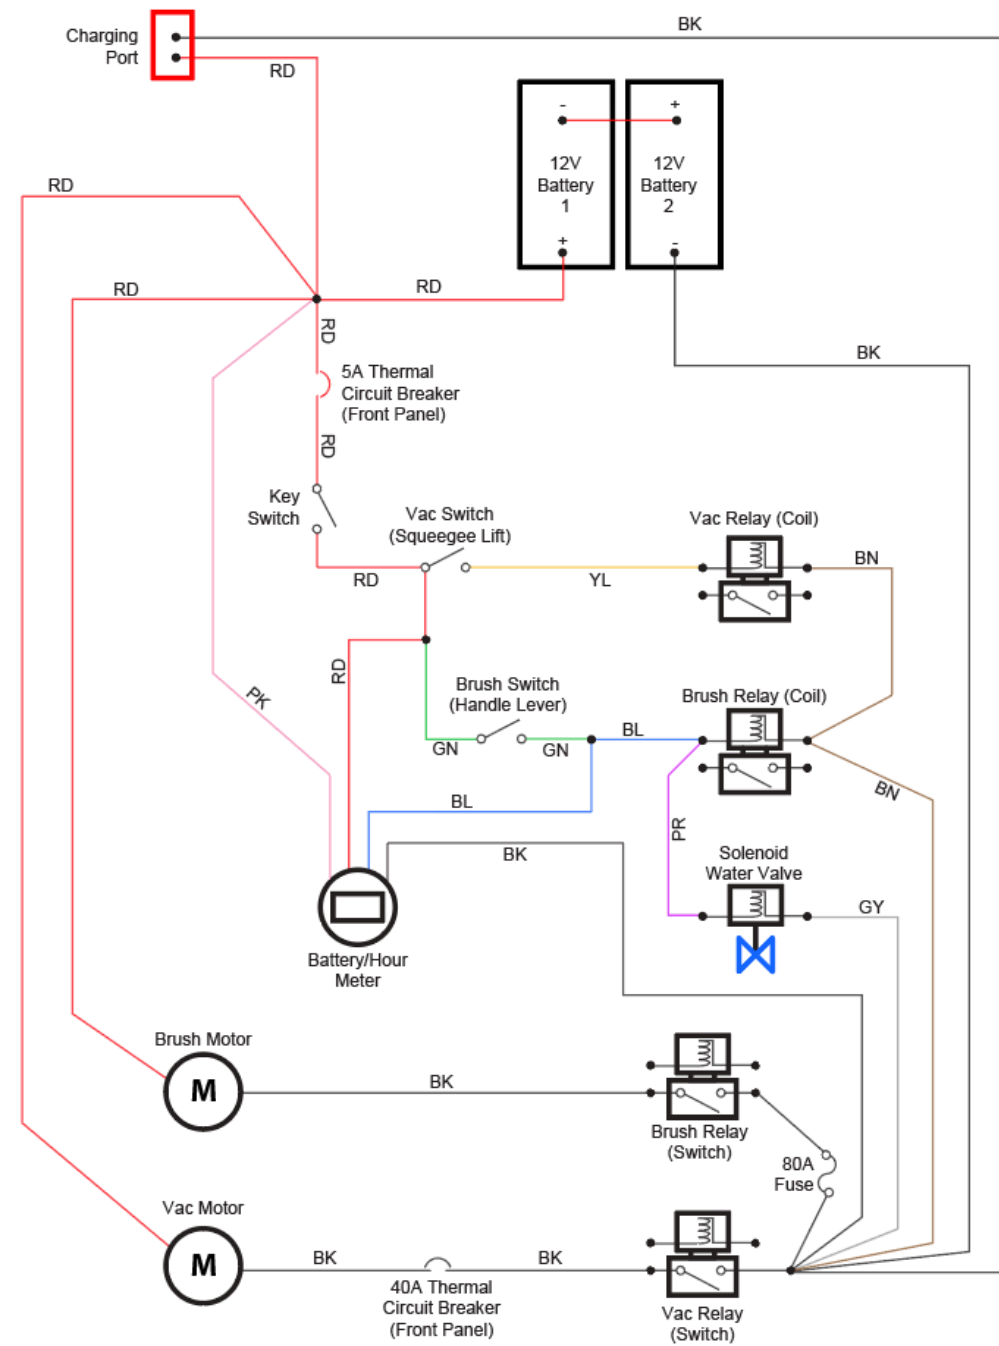 BK
Charging
Port
RD
-
+
12V
Battery
1
12V
Battery
2
+
-
RD
RD
RD
RD
BK
5A Thermal
Circuit Breaker
(Front Panel)
RD
Key
Switch
Vac Switch
(Squeegee Lift)
Vac Relay (Coil)
BN
RD
YL
RD
Brush Switch
(Handle Lever)
Brush Relay (Coil)
PK
GN
GN
BL
BN
BL
PR
BK
Solenoid
Water Valve
GY
Battery/Hour
Meter
Brush Motor
M
BK
Brush Relay
(Switch)
80A
Fuse
Vac Motor
M
BK
BK
40A Thermal
Circuit Breaker
(Front Panel)
Vac Relay
(Switch)